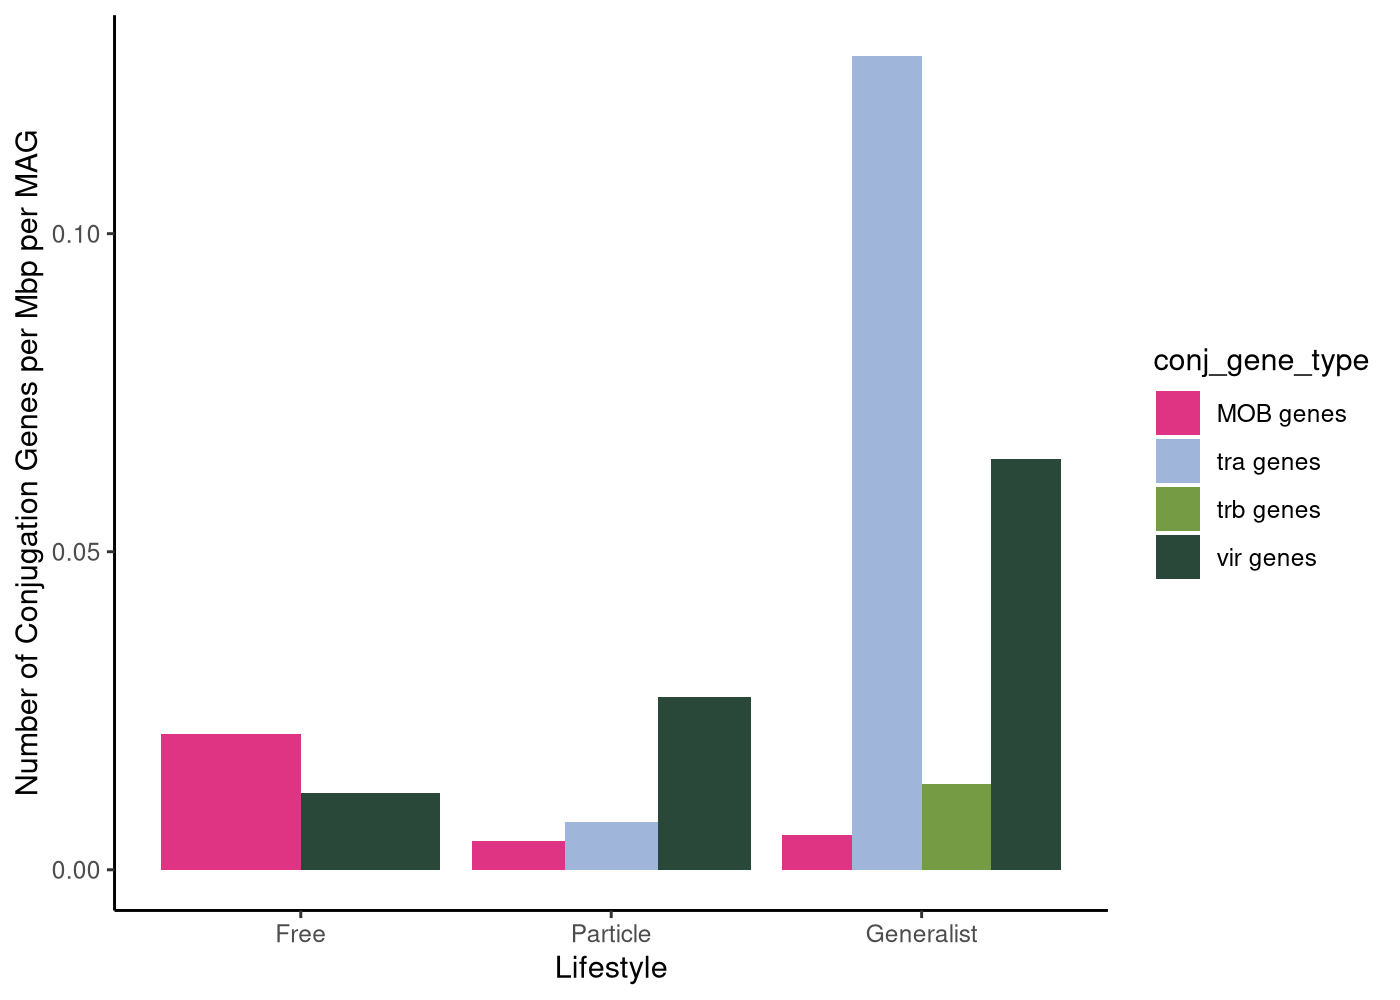 Number of Conjugation Genes per Mbp per MAG
0.10
0.05
0.00
Free
Particle
Generalist
Lifestyle
conj_gene_type
MOB genes
tra genes
trb genes
vir genes